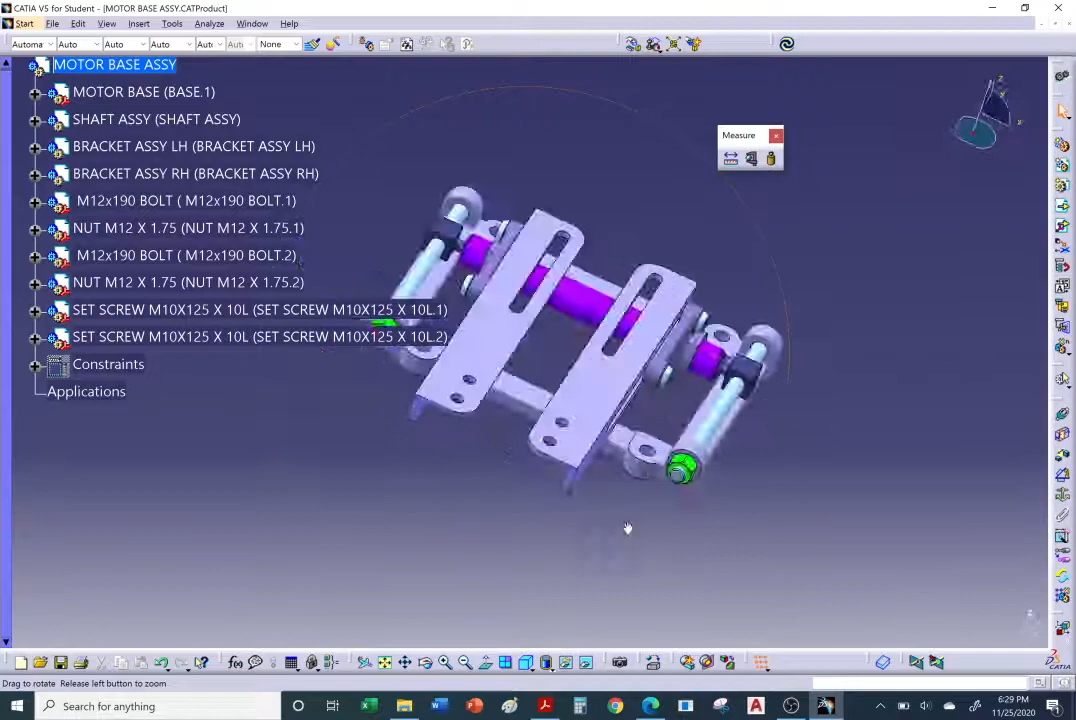 CATIA V5 for Student - [MOTOR BASE ASSY.CATProduct]
Start File Edit View Insert Tools Analyze Window Help
Automa Auto Auto Auto Aut Aut None
MOTOR BASE ASSY
MOTOR BASE (BASE.1)
SHAFT ASSY (SHAFT ASSY)
BRACKET ASSY LH (BRACKET ASSY LH)
BRACKET ASSY RH (BRACKET ASSY RH)
M12x190 BOLT ( M12x190 BOLT.1)
NUT M12 X 1.75 (NUT M12 X 1.75.1)
M12x190 BOLT ( M12x190 BOLT.2)
NUT M12 X 1.75 (NUT M12 X 1.75.2)
SET SCREW M10X125 X 10L (SET SCREW M10X125 X 10L.1)
SET SCREW M10X125 X 10L (SET SCREW M10X125 X 10L.2)
Constraints
Applications
Measure
CATIA
Drag to rotate Release left button to zoom
Search for anything
6:29 PM
11/25/2020